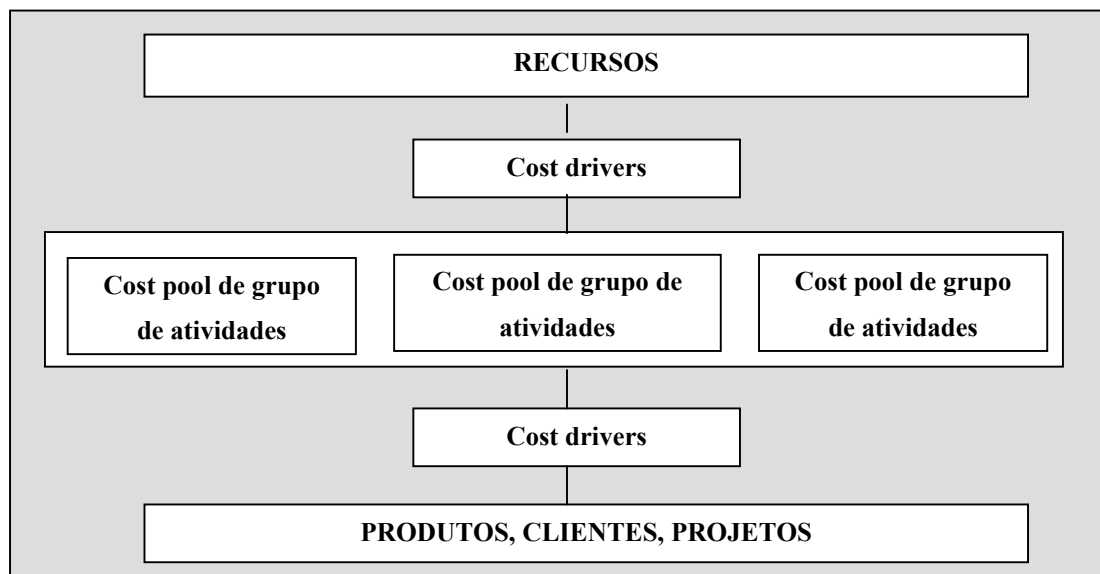 RECURSOS
Cost drivers
Cost pool de grupo
de atividades
Cost pool de grupo de
atividades
Cost pool de grupo
de atividades
Cost drivers
PRODUTOS, CLIENTES, PROJETOS